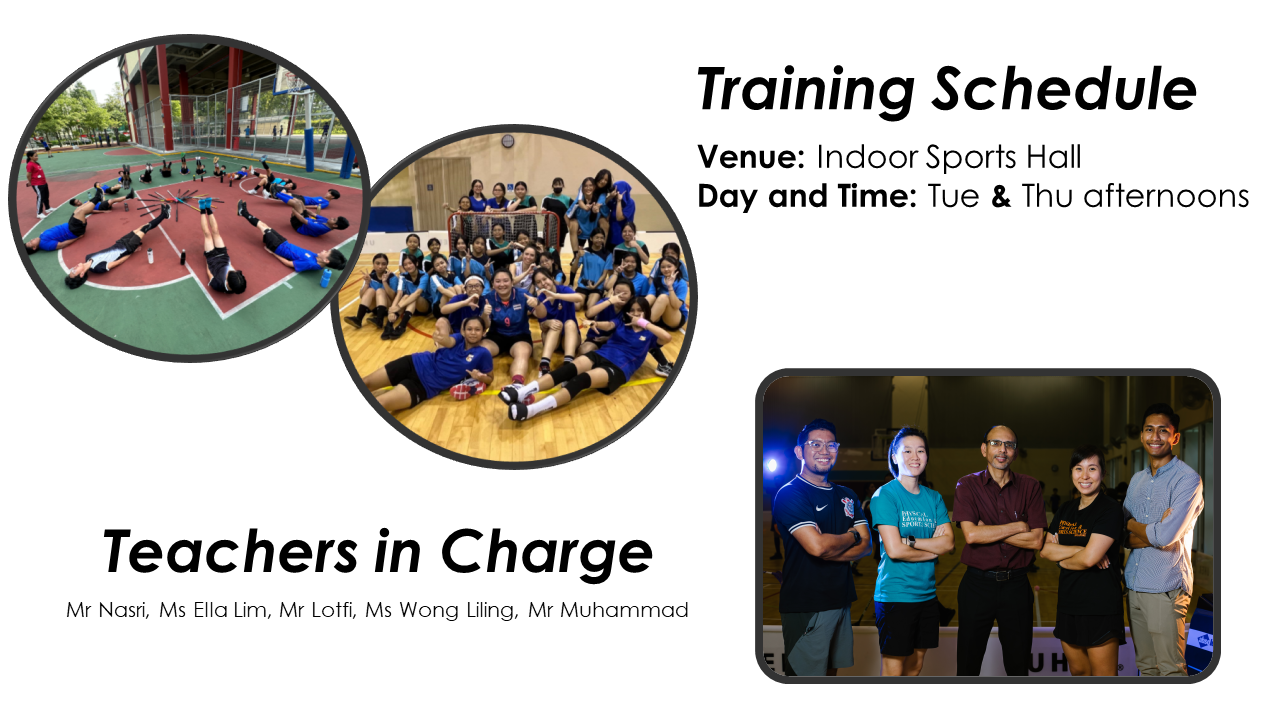 Training Schedule
Venue: Indoor Sports Hall
Day and Time: Tue & Thu afternoons
Teachers in Charge
Mr Nasri, Ms Ella Lim, Mr Lotfi, Ms Wong Liling, Mr Muhammad